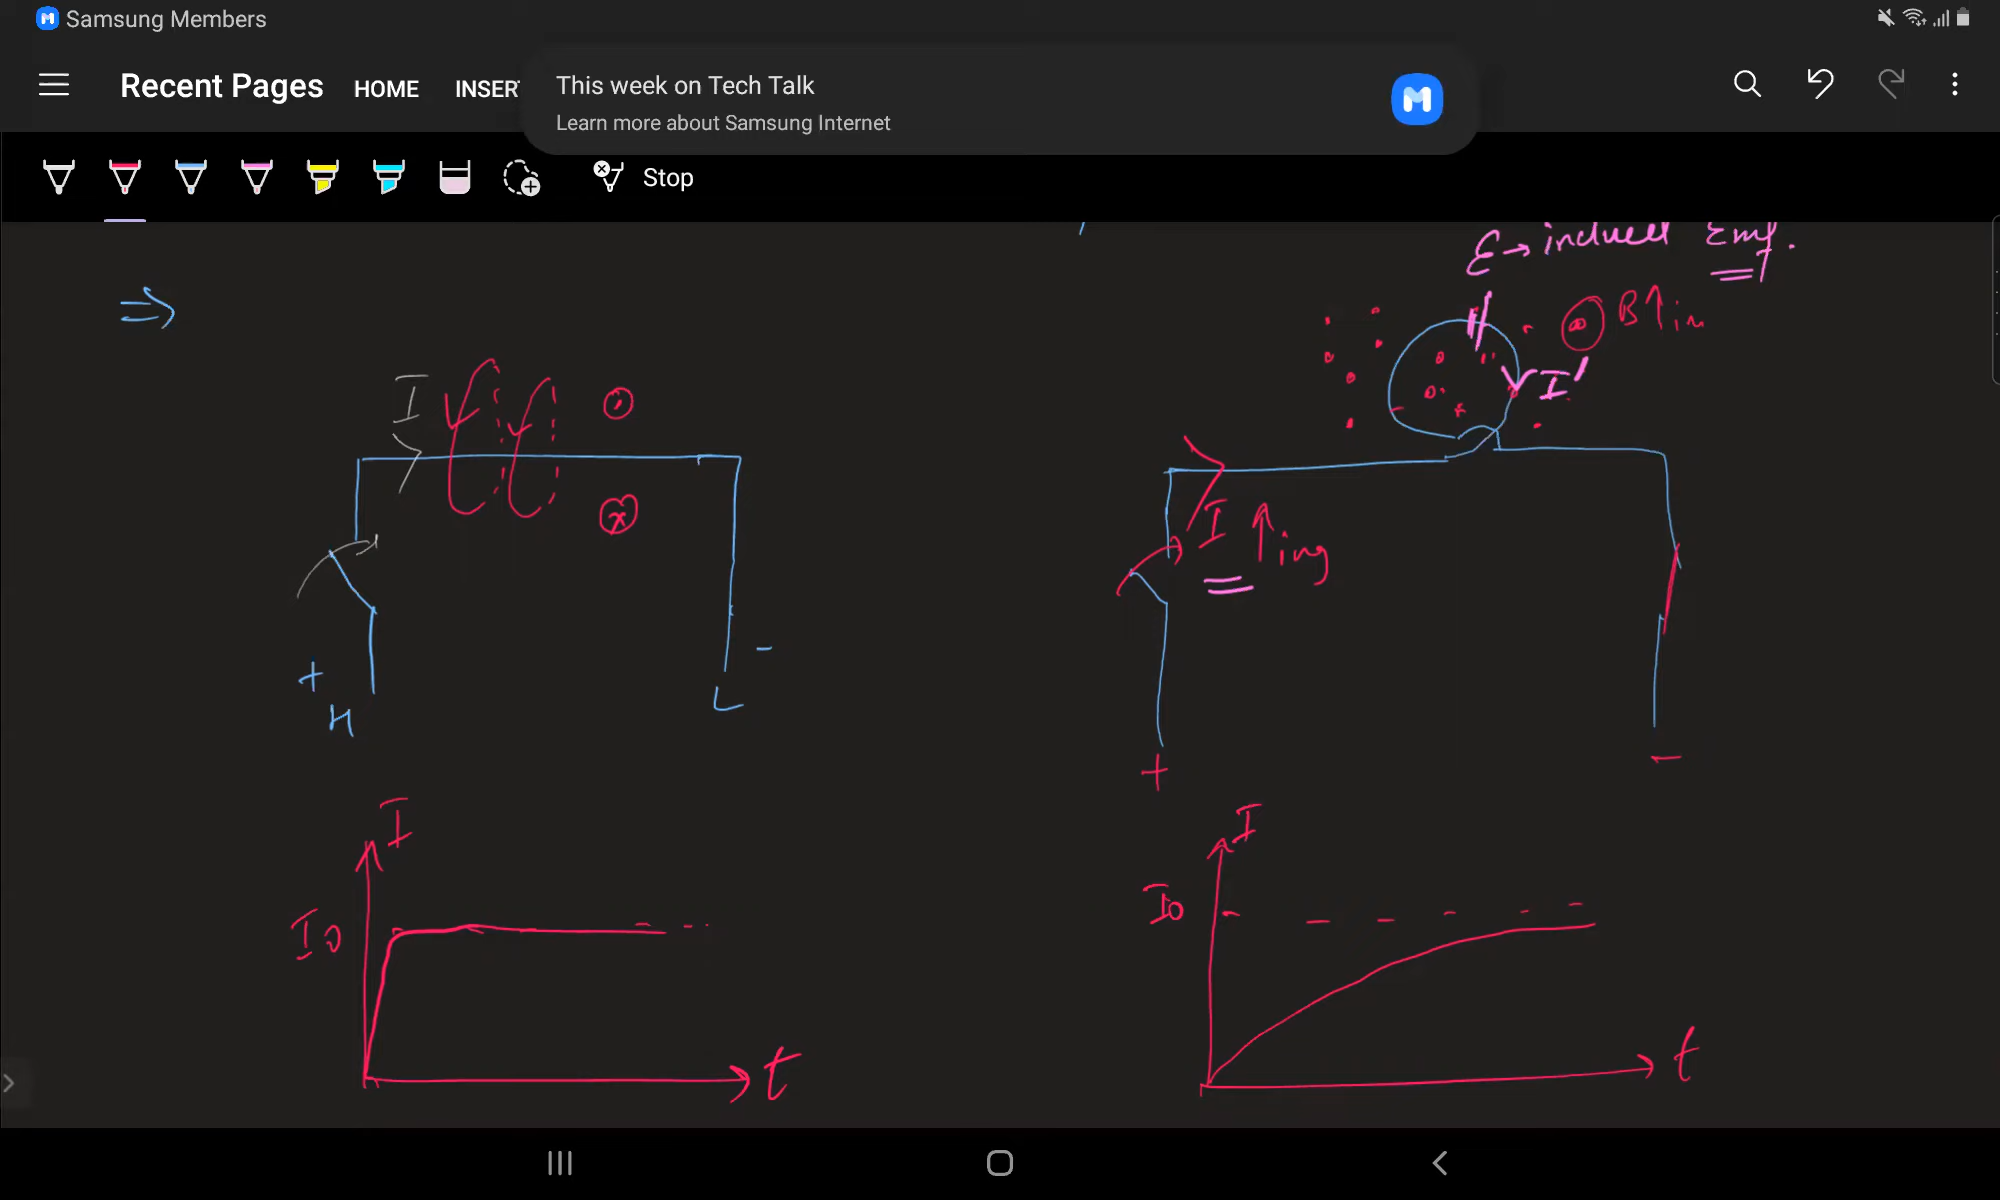 Samsung Members
Recent Pages HOME INSERT
This week on Tech Talk
Learn more about Samsung Internet
Stop
ε → induced Emf.
⇒
B↑in
I
I'
I ↑ing
+
-
H
L
+
-
I
I
I0
I0
t
t